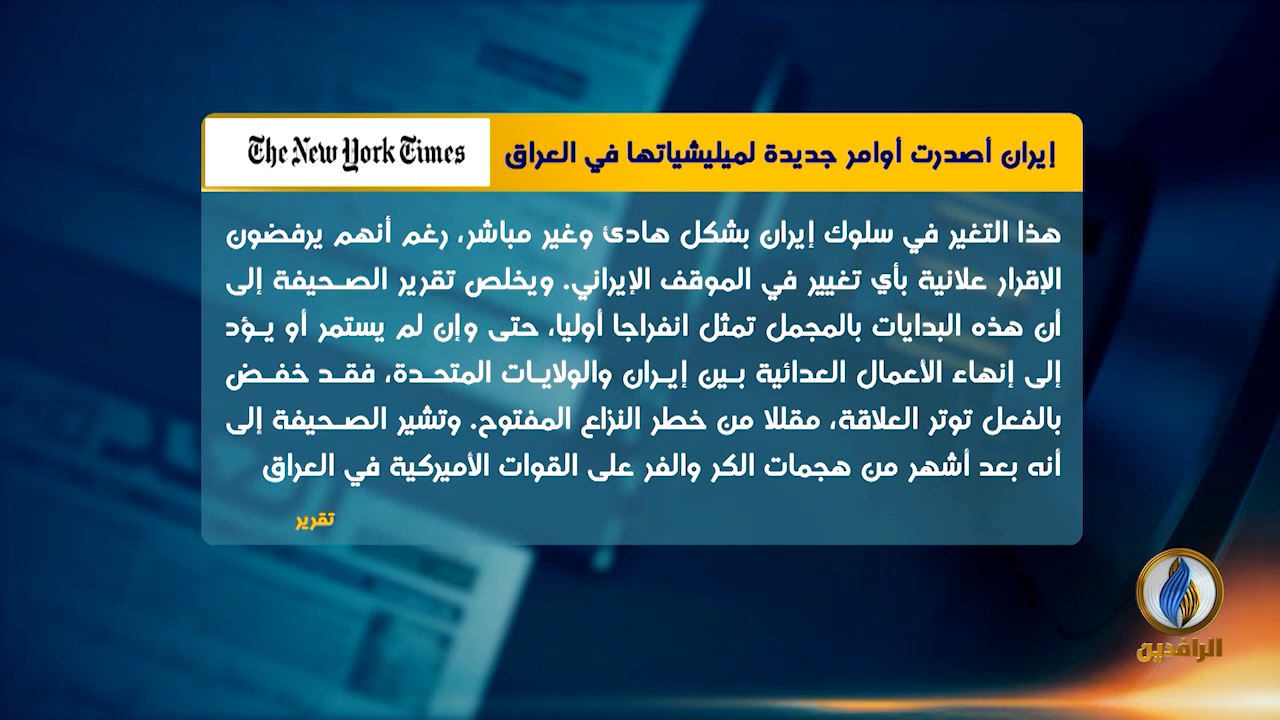 إيران أصدرت أوامر جديدة لميليشياتها في العراق
The New York Times
هذا التغير في سلوك إيران بشكل هادئ وغير مباشر، رغم أنهم يرفضون
الإقرار علانية بأي تغيير في الموقف الإيراني. ويخلص تقرير الصحيفة إلى
أن هذه البدايات بالمجمل تمثل انفراجا أوليا، حتى وإن لم يستمر أو يؤد
إلى إنهاء الأعمال العدائية بين إيران والولايات المتحدة، فقد خفض
بالفعل توتر العلاقة، مقللا من خطر النزاع المفتوح. وتشير الصحيفة إلى
أنه بعد أشهر من هجمات الكر والفر على القوات الأميركية في العراق
تقرير
الرافدين